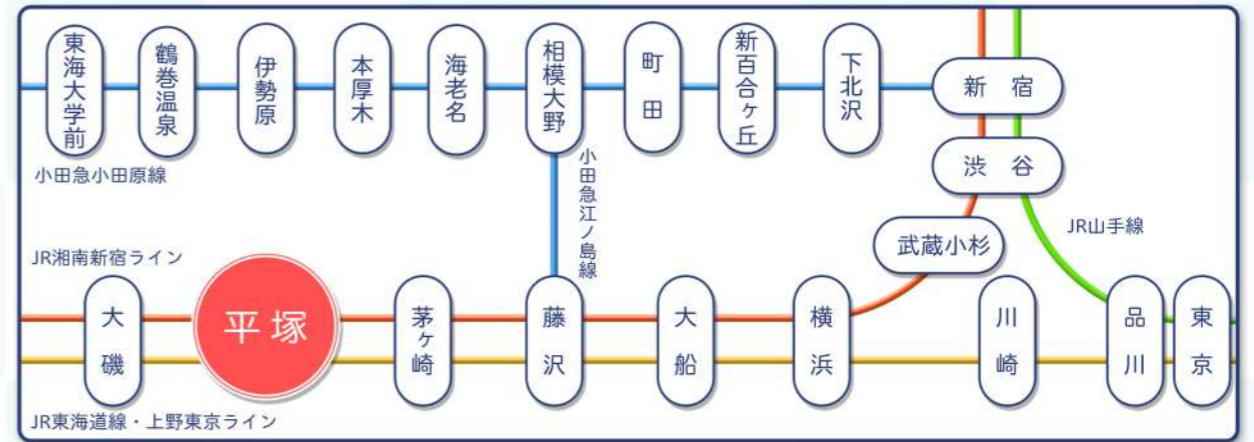 東海大学前
鶴巻温泉
伊勢原
本厚木
海老名
相模大野
町田
新百合ヶ丘
下北沢
新宿
小田急小田原線
小田急江ノ島線
渋谷
JR山手線
武蔵小杉
JR湘南新宿ライン
大磯
平塚
茅ヶ崎
藤沢
大船
横浜
川崎
品川
東京
JR東海道線・上野東京ライン